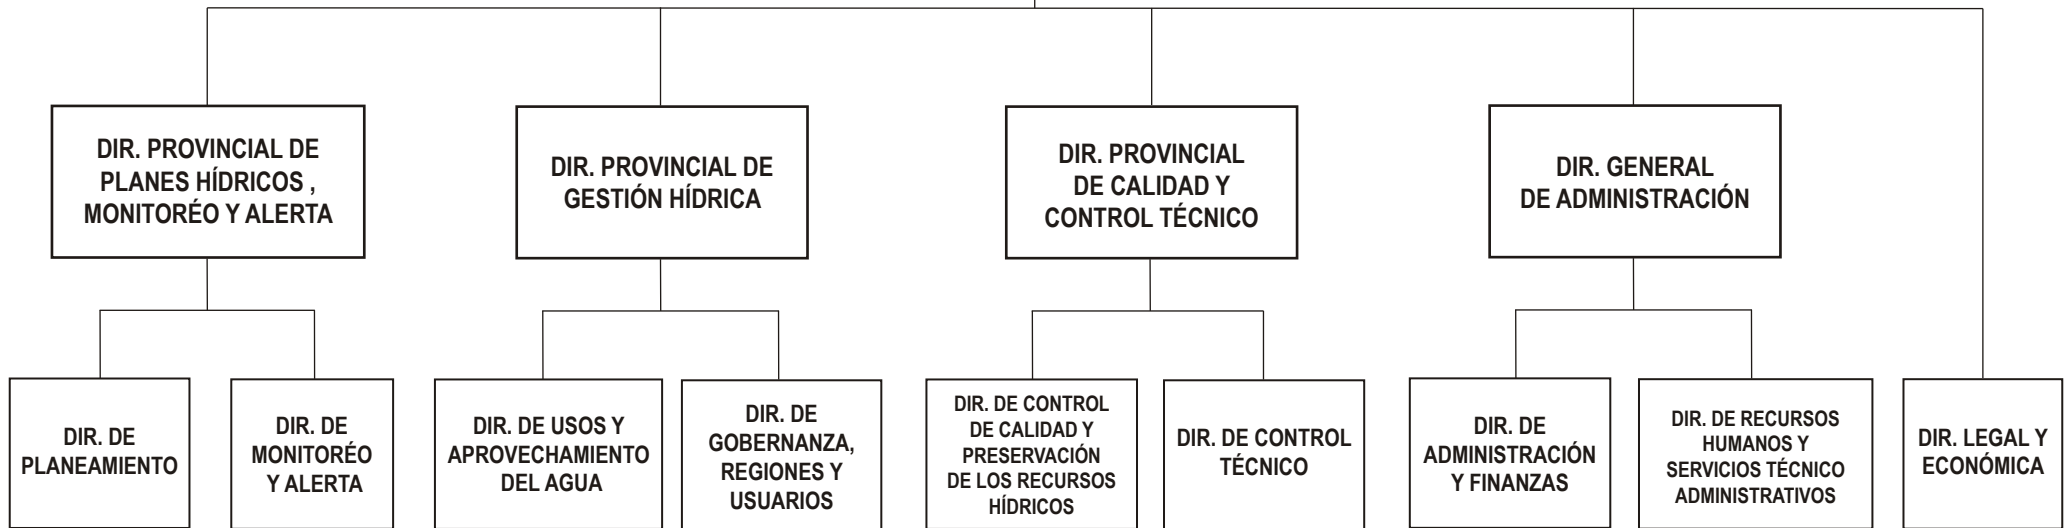 DIR. PROVINCIAL DE
PLANES HÍDRICOS ,
MONITORÉO Y ALERTA
DIR. PROVINCIAL DE
GESTIÓN HÍDRICA
DIR. PROVINCIAL
DE CALIDAD Y
CONTROL TÉCNICO
DIR. GENERAL
DE ADMINISTRACIÓN
DIR. DE
PLANEAMIENTO
DIR. DE
MONITORÉO
Y ALERTA
DIR. DE USOS Y
APROVECHAMIENTO
DEL AGUA
DIR. DE
GOBERNANZA,
REGIONES Y
USUARIOS
DIR. DE CONTROL
DE CALIDAD Y
PRESERVACIÓN
DE LOS RECURSOS
HÍDRICOS
DIR. DE CONTROL
TÉCNICO
DIR. DE
ADMINISTRACIÓN
Y FINANZAS
DIR. DE RECURSOS
HUMANOS Y
SERVICIOS TÉCNICO
ADMINISTRATIVOS
DIR. LEGAL Y
ECONÓMICA